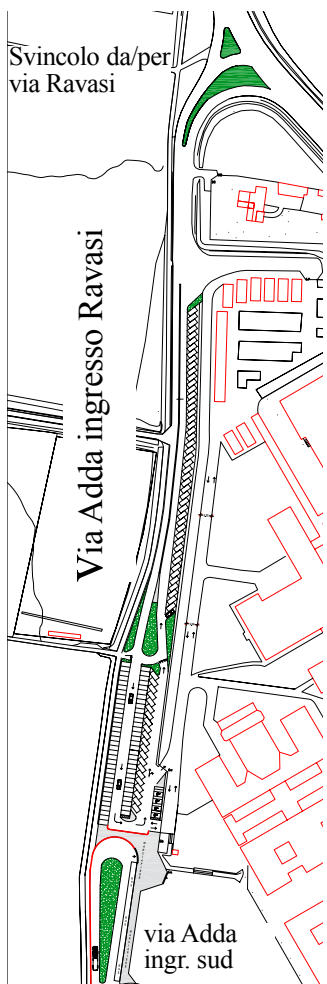 Svincolo da/per
via Ravasi
Via Adda ingresso Ravasi
via Adda
ingr. sud